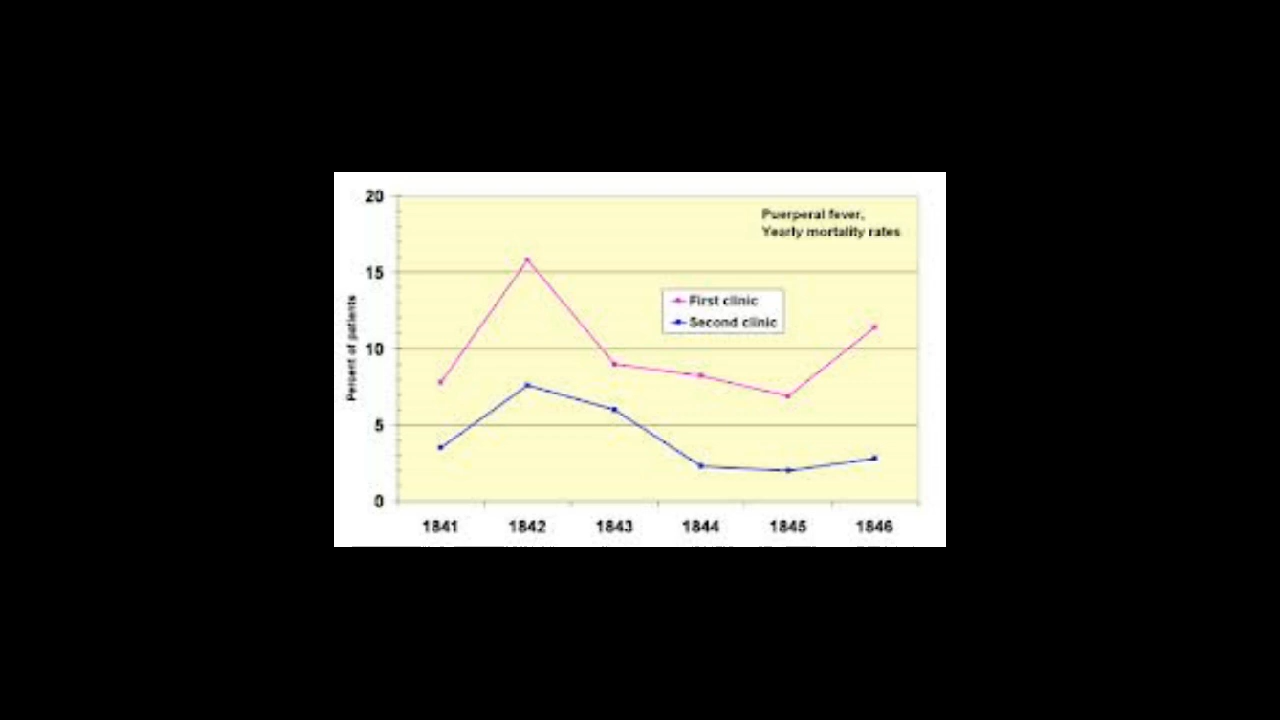 20
Puerperal fever,
Yearly mortality rates
15
First clinic
Second clinic
Percent of patients
10
5
0
1841 1842 1843 1844 1845 1846